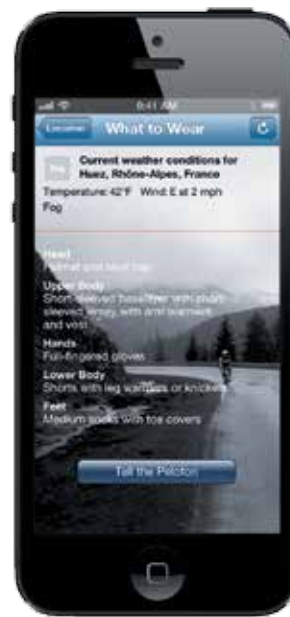 9:41 AM
Location What to Wear
Current weather conditions for
Huez, Rhône-Alpes, France
Temperature: 42°F Wind: E at 2 mph
Fog
Head
Helmet and
Upper Body
Short-sleeved baselayer with short-
sleeved jersey, with arm warmers
and vest
Hands
Full-fingered gloves
Lower Body
Shorts with leg warmers or knickers
Feet
Medium socks with toe covers
Tell the Peloton